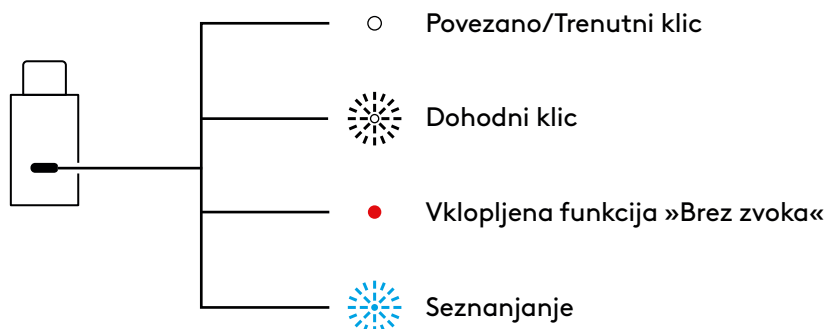 Povezano/Trenutni klic
Dohodni klic
Vklopljena funkcija »Brez zvoka«
Seznanjanje